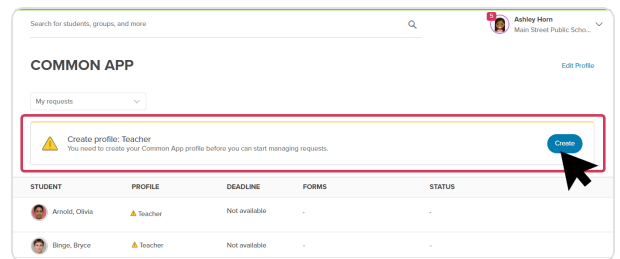 Search for students, groups, and more
5
Ashley Horn
Main Street Public Scho...
COMMON APP
Edit Profile
My requests
Create profile: Teacher
You need to create your Common App profile before you can start managing requests.
Create
STUDENT PROFILE DEADLINE FORMS STATUS
Arnold, Olivia Teacher Not available - -
Binge, Bryce Teacher Not available - -